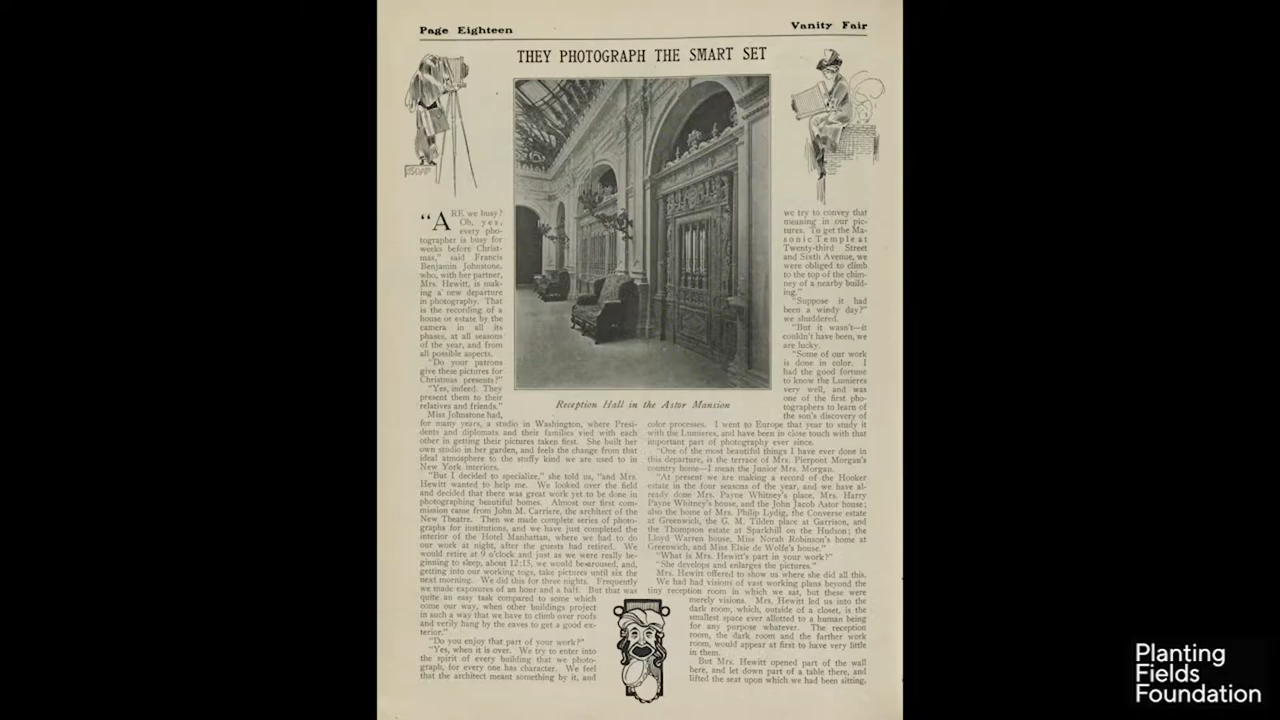 Page Eighteen
Vanity Fair
THEY PHOTOGRAPH THE SMART SET
"ARE we busy?
Oh, yes,
every pho-
tographer is busy for
weeks before Christ-
mas," said Francis
Benjamin Johnstone,
who, with her partner,
Mrs. Hewitt, is mak-
ing a new departure
in photography. That
is the recording of a
house or estate by the
camera in all its
phases, at all seasons
of the year, and from
all possible aspects.
"Do your patrons
give these pictures for
Christmas presents?"
"Yes, indeed. They
present them to their
relatives and friends."
Miss Johnstone had,
for many years, a studio in Washington, where Presi-
dents and diplomats and their families vied with each
other in getting their pictures taken first. She built her
own studio in her garden, and feels the change from that
ideal atmosphere to the stuffy kind we are used to in
New York interiors.
"But I decided to specialize," she told us, "and Mrs.
Hewitt wanted to help me. We looked over the field
and decided that there was great work yet to be done in
photographing beautiful homes. Almost our first com-
mission came from John M. Carriere, the architect of the
New Theatre. Then we made complete series of photo-
graphs for institutions, and we have just completed the
interior of the Hotel Manhattan, where we had to do
our work at night, after the guests had retired. We
would retire at 9 o'clock and just as we were really be-
ginning to sleep, about 12:15, we would be aroused, and,
getting into our working togs, take pictures until six the
next morning. We did this for three nights. Frequently
we made exposures of an hour and a half. But that was
quite an easy task compared to some which
come our way, when other buildings project
in such a way that we have to climb over roofs
and verily hang by the eaves to get a good ex-
terior."
"Do you enjoy that part of your work?"
"Yes, when it is over. We try to enter into
the spirit of every building that we photo-
graph, for every one has character. We feel
that the architect meant something by it, and
Reception Hall in the Astor Mansion
we try to convey that
meaning in our pic-
tures. To get the Ma-
sonic Temple at
Twenty-third Street
and Sixth Avenue, we
were obliged to climb
to the top of the chim-
ney of a nearby build-
ing."
"Suppose it had
been a windy day?"
we shuddered.
"But it wasn't—it
couldn't have been, we
are lucky.
"Some of our work
is done in color. I
had the good fortune
to know the Lumieres
very well, and was
one of the first pho-
tographers to learn of
the son's discovery of
color processes. I went to Europe that year to study it
with the Lumieres, and have been in close touch with that
important part of photography ever since.
"One of the most beautiful things I have ever done in
this departure, is the terrace of Mrs. Pierpont Morgan's
country home—I mean the Junior Mrs. Morgan.
"At present we are making a record of the Hooker
estate in the four seasons of the year, and we have al-
ready done Mrs. Payne Whitney's place, Mrs. Harry
Payne Whitney's house, and the John Jacob Astor house;
also the home of Mrs. Philip Lydig, the Converse estate
at Greenwich, the G. M. Tilden place at Garrison, and
the Thompson estate at Sparkhill on the Hudson; the
Lloyd Warren house, Miss Norah Robinson's home at
Greenwich, and Miss Elsie de Wolfe's house."
"What is Mrs. Hewitt's part in your work?"
"She develops and enlarges the pictures."
Mrs. Hewitt offered to show us where she did all this.
We had had visions of vast working plans beyond the
tiny reception room in which we sat, but these were
merely visions. Mrs. Hewitt led us into the
dark room, which, outside of a closet, is the
smallest space ever allotted to a human being
for any purpose whatever. The reception
room, the dark room and the farther work
room, would appear at first to have very little
in them.
But Mrs. Hewitt opened part of the wall
here, and let down part of a table there, and
lifted the seat upon which we had been sitting,
Planting
Fields
Foundation